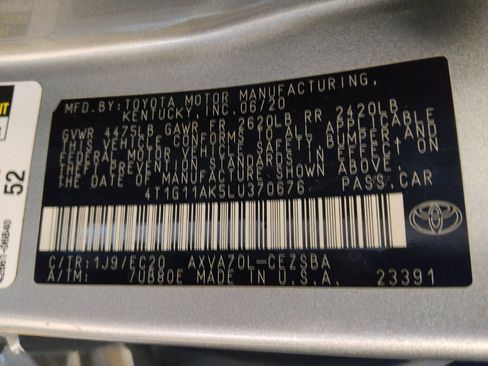 MFD.BY: TOYOTA MOTOR MANUFACTURING,
KENTUCKY, INC. 06/20
GVWR 4475LB GAWR FR 2620LB RR 2420LB
THIS VEHICLE CONFORMS TO ALL APPLICABLE
FEDERAL MOTOR VEHICLE SAFETY, BUMPER AND
THEFT PREVENTION STANDARDS IN EFFECT ON
THE DATE OF MANUFACTURE SHOWN ABOVE.
4T1G11AK5LU370676 PASS.CAR
C/TR: 1J9/EC20 AXVA70L-CEZSBA
A/TM: /UB80E MADE IN U.S.A. 23391
52